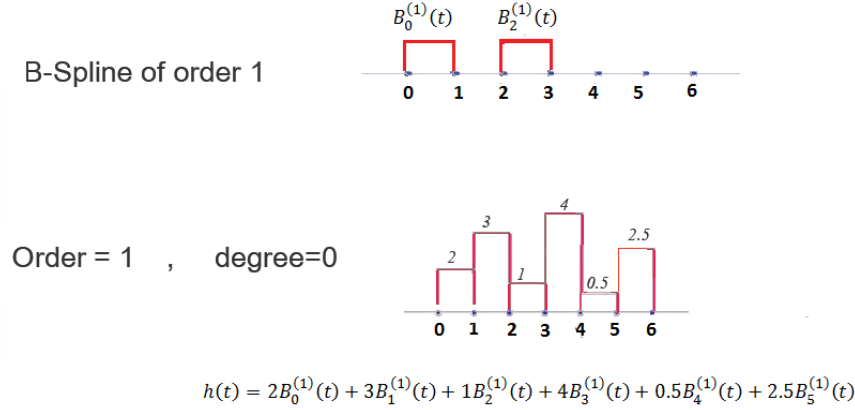 B₀⁽¹⁾(t) B₂⁽¹⁾(t)
B-Spline of order 1
0 1 2 3 4 5 6
4
3
2.5
2
1
0.5
Order = 1 , degree=0
0 1 2 3 4 5 6
h(t) = 2B₀⁽¹⁾(t) + 3B₁⁽¹⁾(t) + 1B₂⁽¹⁾(t) + 4B₃⁽¹⁾(t) + 0.5B₄⁽¹⁾(t) + 2.5B₅⁽¹⁾(t)